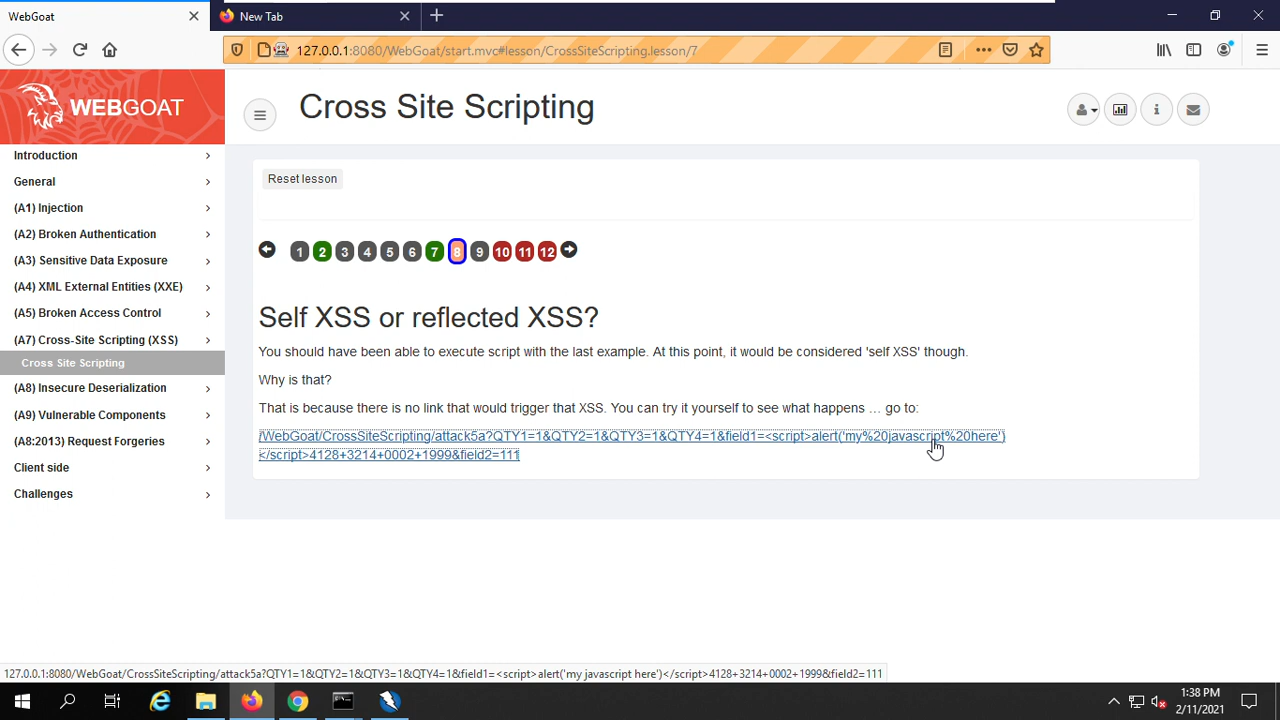 WebGoat
New Tab
127.0.0.1:8080/WebGoat/start.mvc#lesson/CrossSiteScripting.lesson/7
WEBGOAT
Cross Site Scripting
Introduction
General
(A1) Injection
(A2) Broken Authentication
(A3) Sensitive Data Exposure
(A4) XML External Entities (XXE)
(A5) Broken Access Control
(A7) Cross-Site Scripting (XSS)
Cross Site Scripting
(A8) Insecure Deserialization
(A9) Vulnerable Components
(A8:2013) Request Forgeries
Client side
Challenges
Reset lesson
1 2 3 4 5 6 7 8 9 10 11 12
Self XSS or reflected XSS?
You should have been able to execute script with the last example. At this point, it would be considered 'self XSS' though.
Why is that?
That is because there is no link that would trigger that XSS. You can try it yourself to see what happens … go to:
/WebGoat/CrossSiteScripting/attack5a?QTY1=1&QTY2=1&QTY3=1&QTY4=1&field1=<script>alert('my%20javascript%20here')
</script>4128+3214+0002+1999&field2=111
127.0.0.1:8080/WebGoat/CrossSiteScripting/attack5a?QTY1=1&QTY2=1&QTY3=1&QTY4=1&field1=<script>alert('my javascript here')</script>4128+3214+0002+1999&field2=111
1:38 PM
2/11/2021